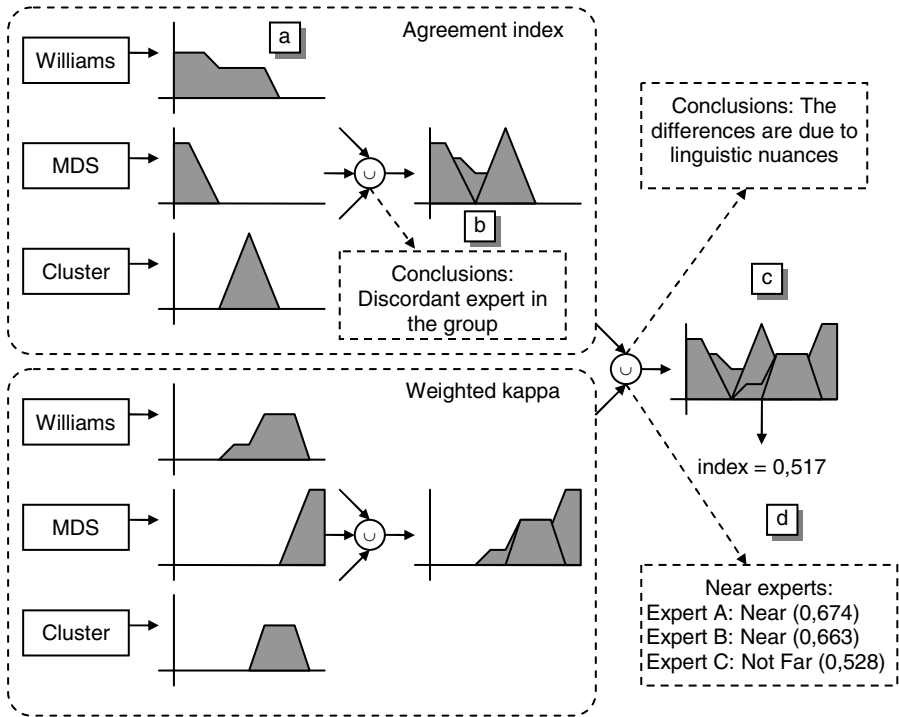 Agreement index
Williams
a
MDS
∪
b
Cluster
Conclusions:
Discordant expert in
the group
Weighted kappa
Williams
MDS
∪
Cluster
Conclusions: The
differences are due to
linguistic nuances
∪
c
index = 0,517
d
Near experts:
Expert A: Near (0,674)
Expert B: Near (0,663)
Expert C: Not Far (0,528)